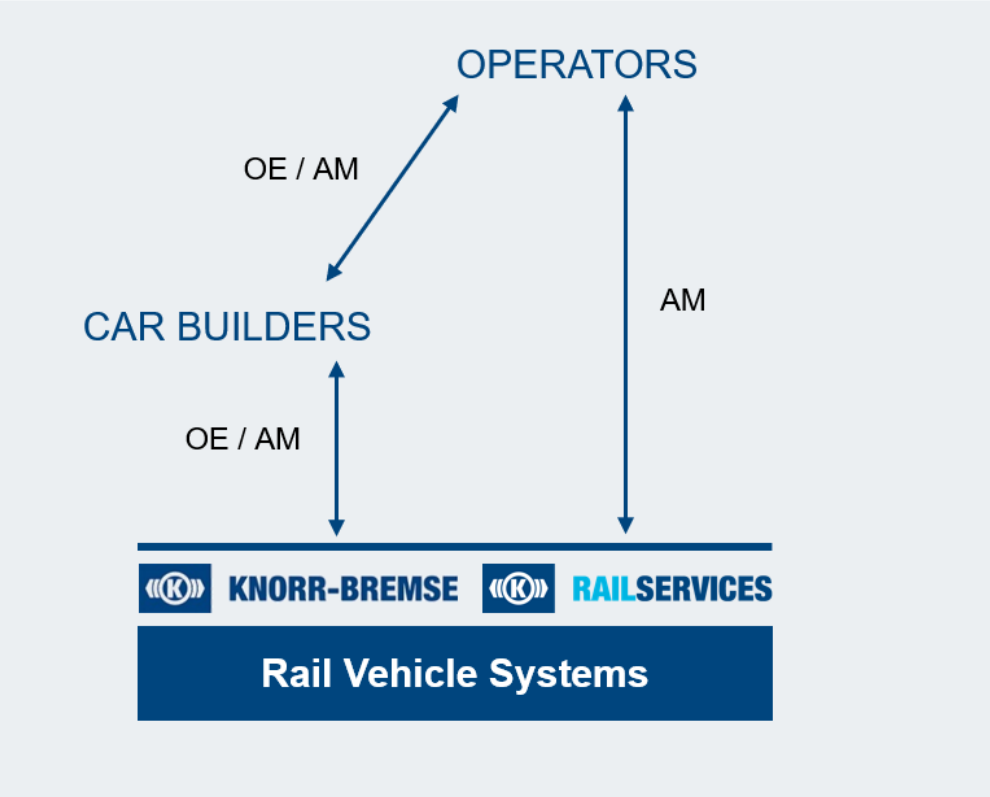 OPERATORS
OE / AM
AM
CAR BUILDERS
OE / AM
K KNORR-BREMSE K RAILSERVICES
Rail Vehicle Systems